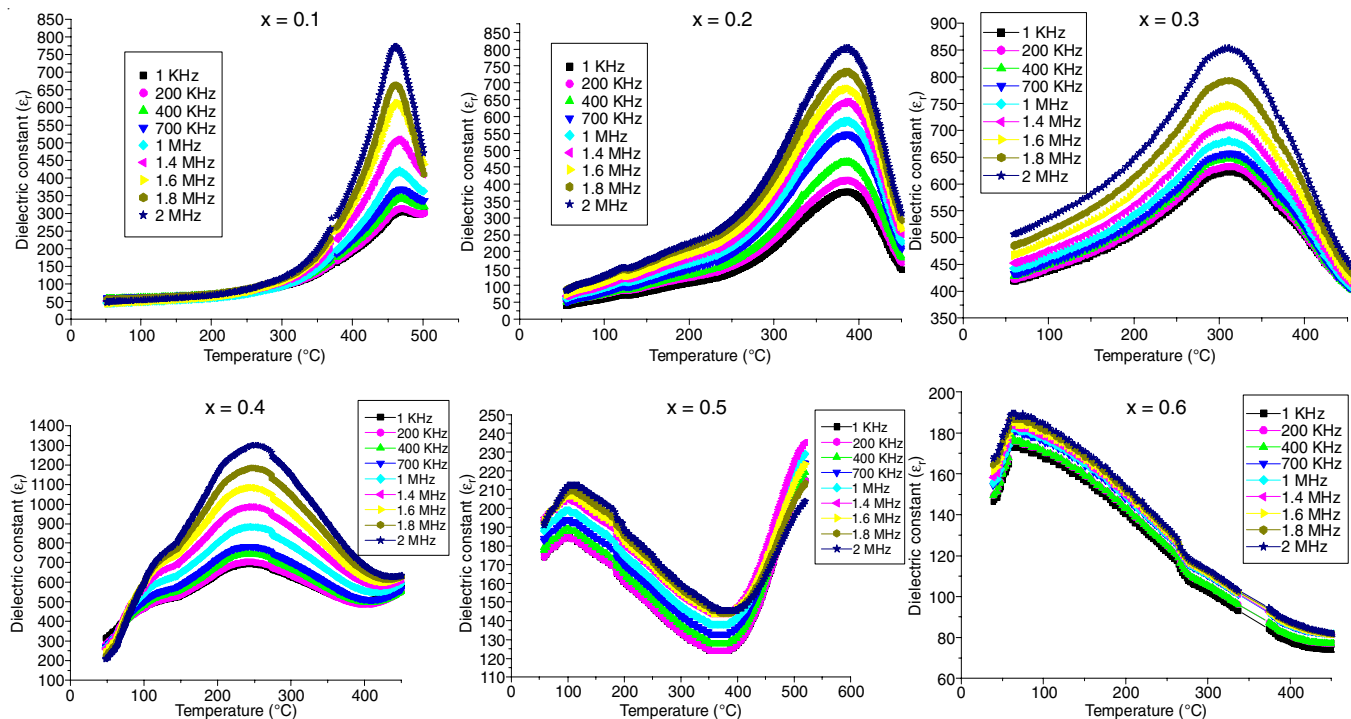 x = 0.1
Dielectric constant (εr)
850
800
750
700
650
600
550
500
450
400
350
300
250
200
150
100
50
0
1 KHz
200 KHz
400 KHz
700 KHz
1 MHz
1.4 MHz
1.6 MHz
1.8 MHz
2 MHz
0 100 200 300 400 500
Temperature (°C)
x = 0.2
Dielectric constant (εr)
850
800
750
700
650
600
550
500
450
400
350
300
250
200
150
100
50
0
1 KHz
200 KHz
400 KHz
700 KHz
1 MHz
1.4 MHz
1.6 MHz
1.8 MHz
2 MHz
0 100 200 300 400
Temperature (°C)
x = 0.3
Dielectric constant (εr)
900
850
800
750
700
650
600
550
500
450
400
350
1 KHz
200 KHz
400 KHz
700 KHz
1 MHz
1.4 MHz
1.6 MHz
1.8 MHz
2 MHz
0 100 200 300 400
Temperature (°C)
x = 0.4
Dielectric constant (εr)
1400
1300
1200
1100
1000
900
800
700
600
500
400
300
200
100
1 KHz
200 KHz
400 KHz
700 KHz
1 MHz
1.4 MHz
1.6 MHz
1.8 MHz
2 MHz
0 100 200 300 400
Temperature (°C)
x = 0.5
Dielectric constant (εr)
250
240
230
220
210
200
190
180
170
160
150
140
130
120
110
1 KHz
200 KHz
400 KHz
700 KHz
1 MHz
1.4 MHz
1.6 MHz
1.8 MHz
2 MHz
0 100 200 300 400 500 600
Temperature (°C)
x = 0.6
Dielectric constant (εr)
200
180
160
140
120
100
80
60
1 KHz
200 KHz
400 KHz
700 KHz
1 MHz
1.4 MHz
1.6 MHz
1.8 MHz
2 MHz
0 100 200 300 400
Temperature (°C)